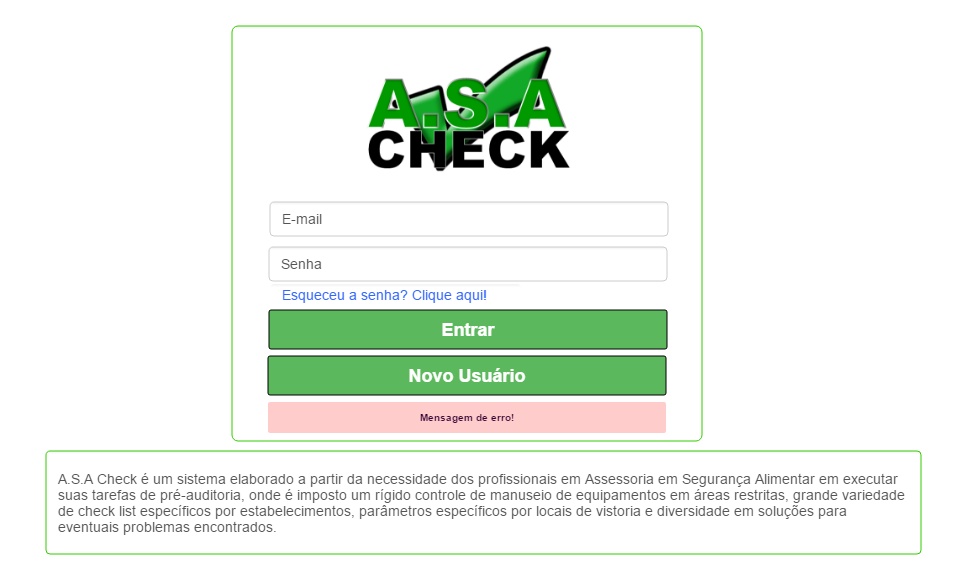 A.S.A
CHECK
E-mail
Senha
Esqueceu a senha? Clique aqui!
Entrar
Novo Usuário
Mensagem de erro!
A.S.A Check é um sistema elaborado a partir da necessidade dos profissionais em Assessoria em Segurança Alimentar em executar
suas tarefas de pré-auditoria, onde é imposto um rígido controle de manuseio de equipamentos em áreas restritas, grande variedade
de check list específicos por estabelecimentos, parâmetros específicos por locais de vistoria e diversidade em soluções para
eventuais problemas encontrados.